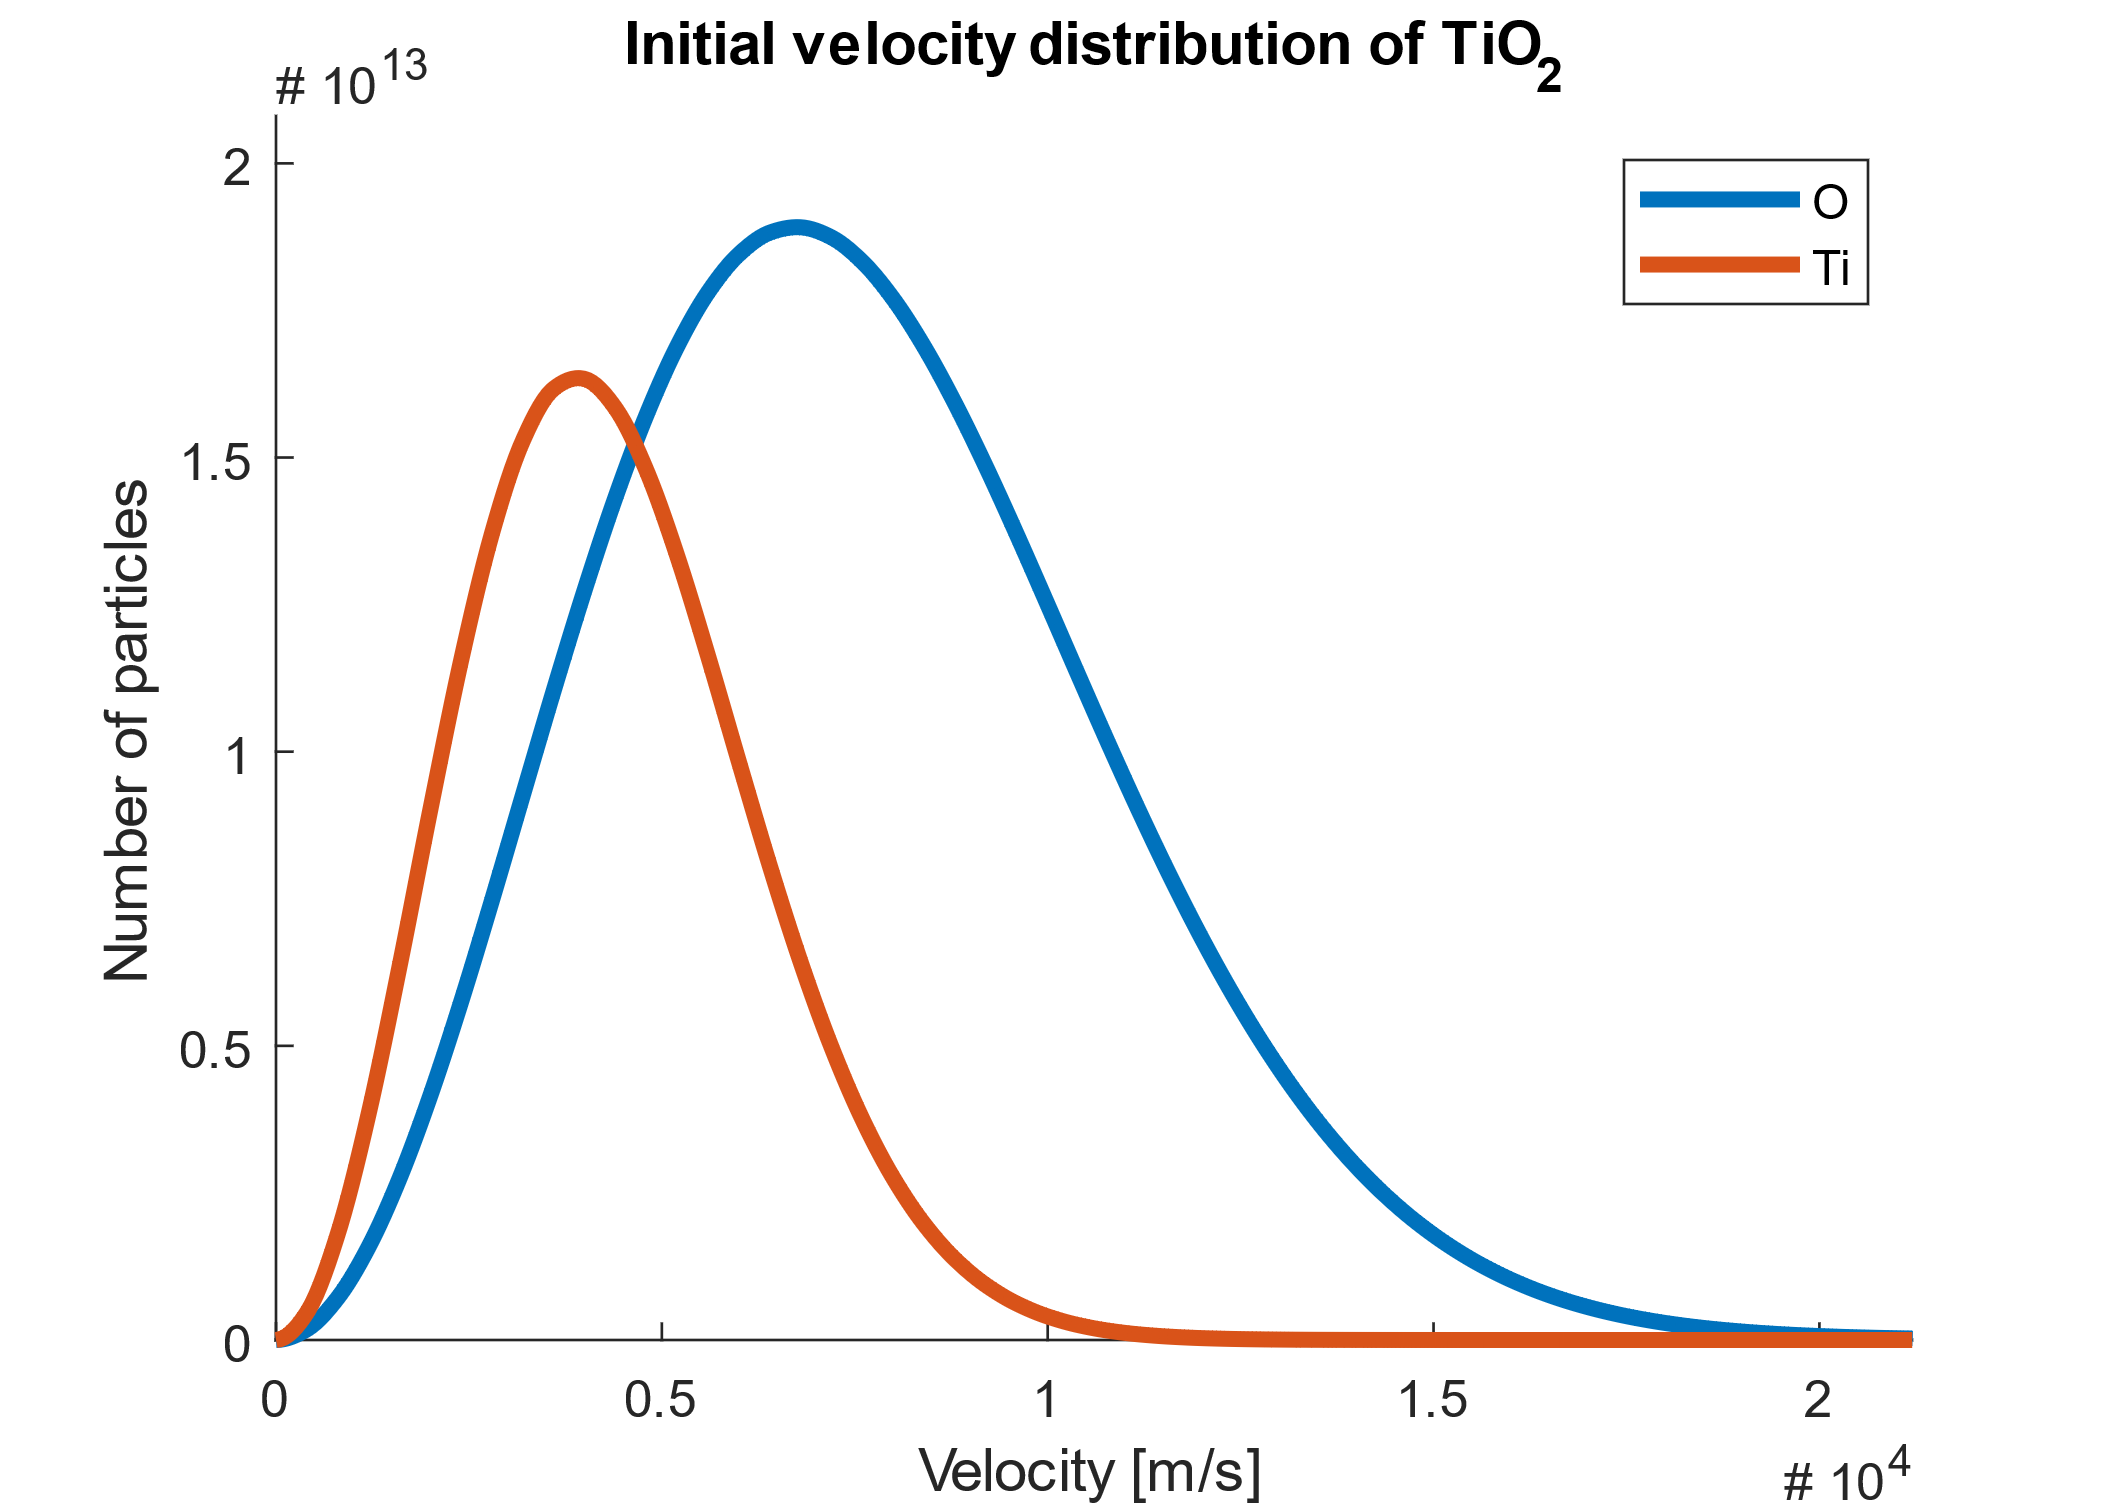 Initial velocity distribution of TiO2
# 10^13
2
1.5
1
0.5
0
Number of particles
O
Ti
0 0.5 1 1.5 2
Velocity [m/s]
# 10^4